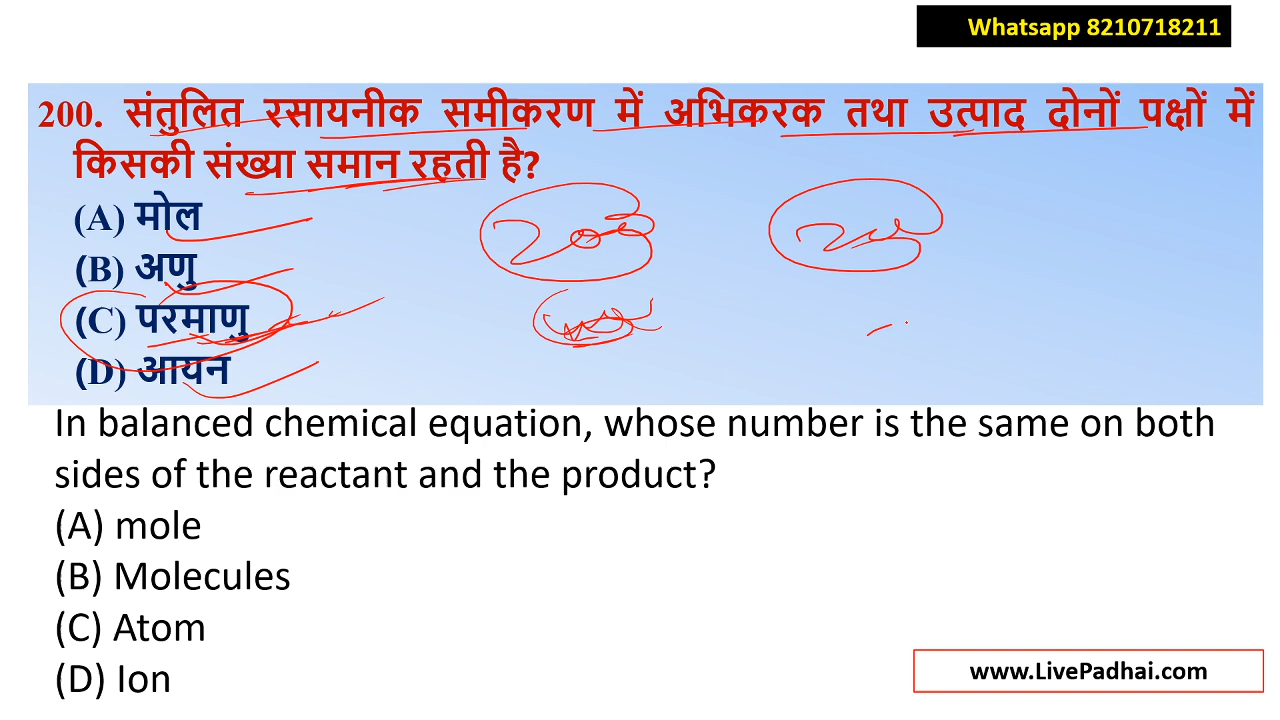 Whatsapp 8210718211
200. संतुलित रसायनीक समीकरण में अभिकरक तथा उत्पाद दोनों पक्षों में
किसकी संख्या समान रहती है?
(A) मोल
(B) अणु
(C) परमाणु
(D) आयन
In balanced chemical equation, whose number is the same on both
sides of the reactant and the product?
(A) mole
(B) Molecules
(C) Atom
(D) Ion
www.LivePadhai.com